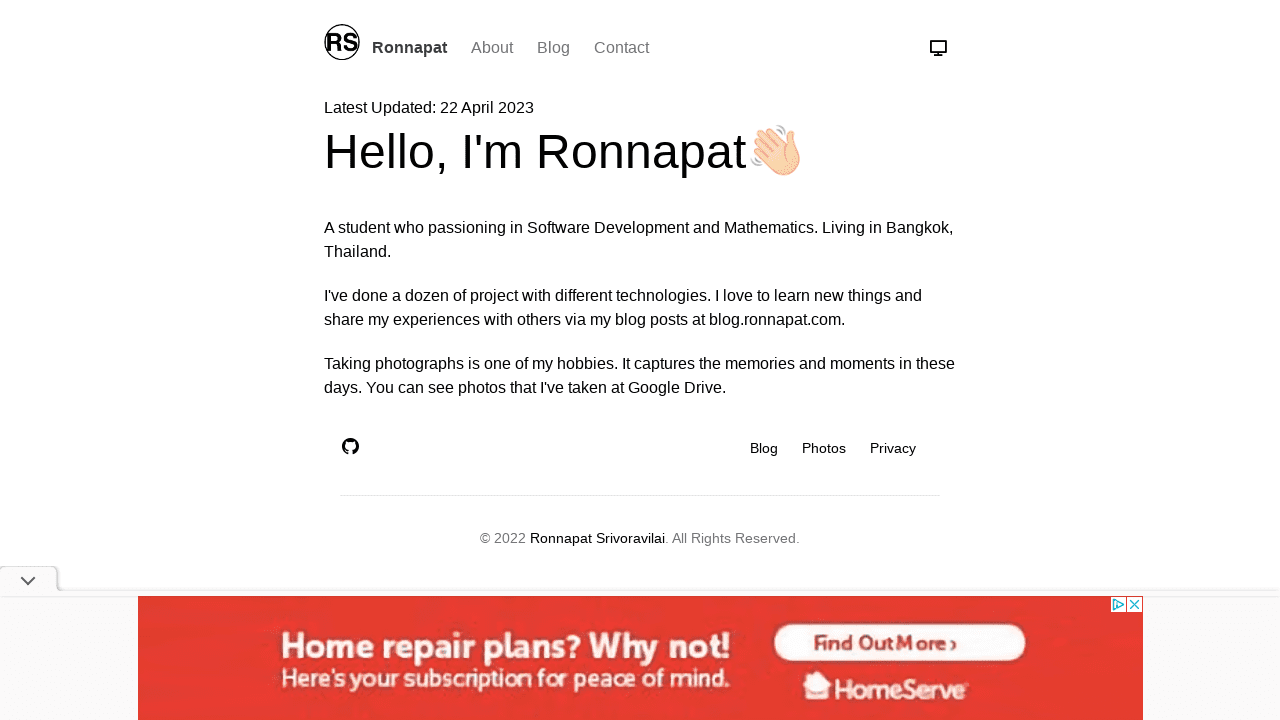 RS Ronnapat About Blog Contact
Latest Updated: 22 April 2023
Hello, I'm Ronnapat👋🏻
A student who passioning in Software Development and Mathematics. Living in Bangkok,
Thailand.
I've done a dozen of project with different technologies. I love to learn new things and
share my experiences with others via my blog posts at blog.ronnapat.com.
Taking photographs is one of my hobbies. It captures the memories and moments in these
days. You can see photos that I've taken at Google Drive.
Blog Photos Privacy
© 2022 Ronnapat Srivoravilai. All Rights Reserved.
Home repair plans? Why not!
Here's your subscription for peace of mind.
Find Out More ›
HomeServe